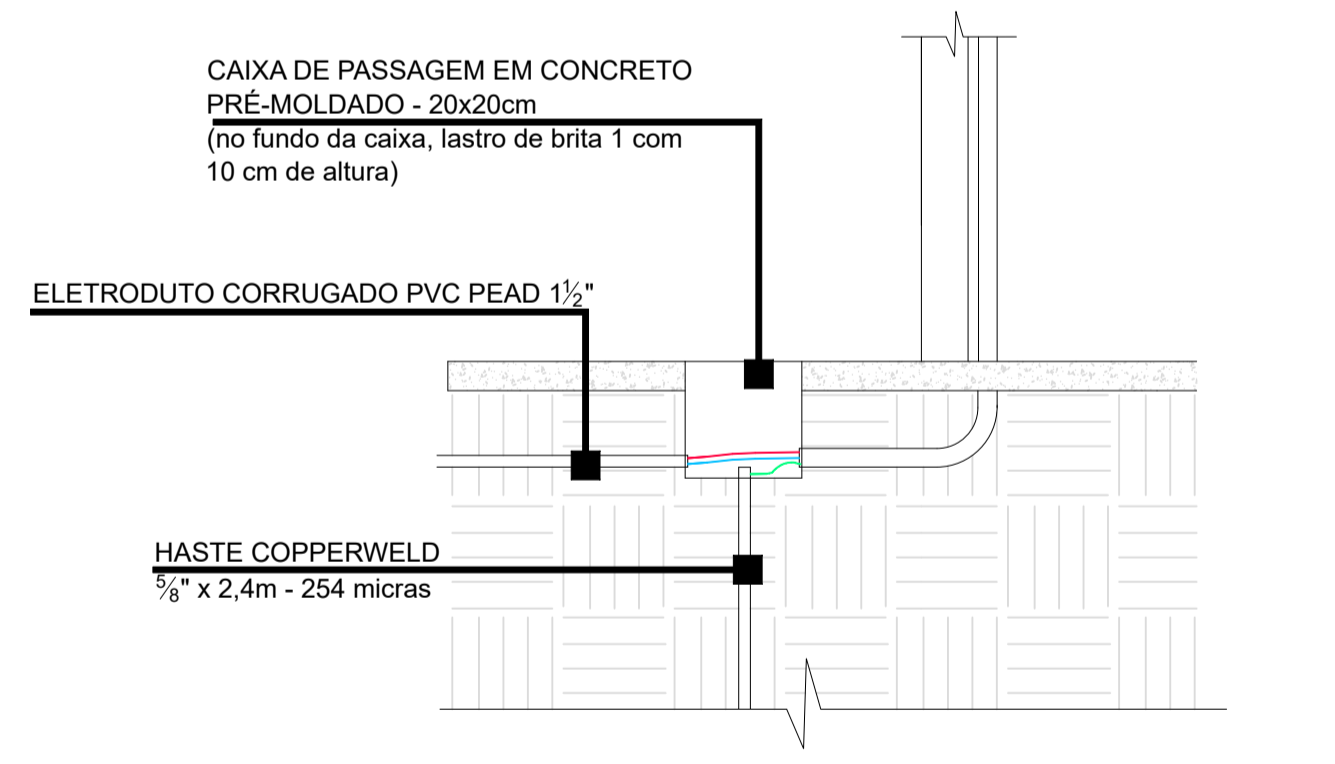 CAIXA DE PASSAGEM EM CONCRETO
PRÉ-MOLDADO - 20x20cm
(no fundo da caixa, lastro de brita 1 com
10 cm de altura)
ELETRODUTO CORRUGADO PVC PEAD 1½"
HASTE COPPERWELD
⅝" x 2,4m - 254 micras